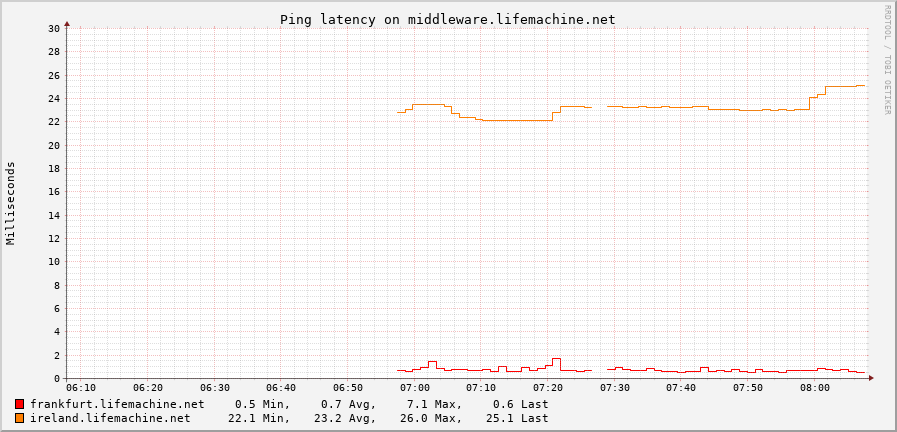 Ping latency on middleware.lifemachine.net
RRDTOOL / TOBI OETIKER
Milliseconds
30
28
26
24
22
20
18
16
14
12
10
8
6
4
2
0
06:10 06:20 06:30 06:40 06:50 07:00 07:10 07:20 07:30 07:40 07:50 08:00
frankfurt.lifemachine.net 0.5 Min, 0.7 Avg, 7.1 Max, 0.6 Last
ireland.lifemachine.net 22.1 Min, 23.2 Avg, 26.0 Max, 25.1 Last